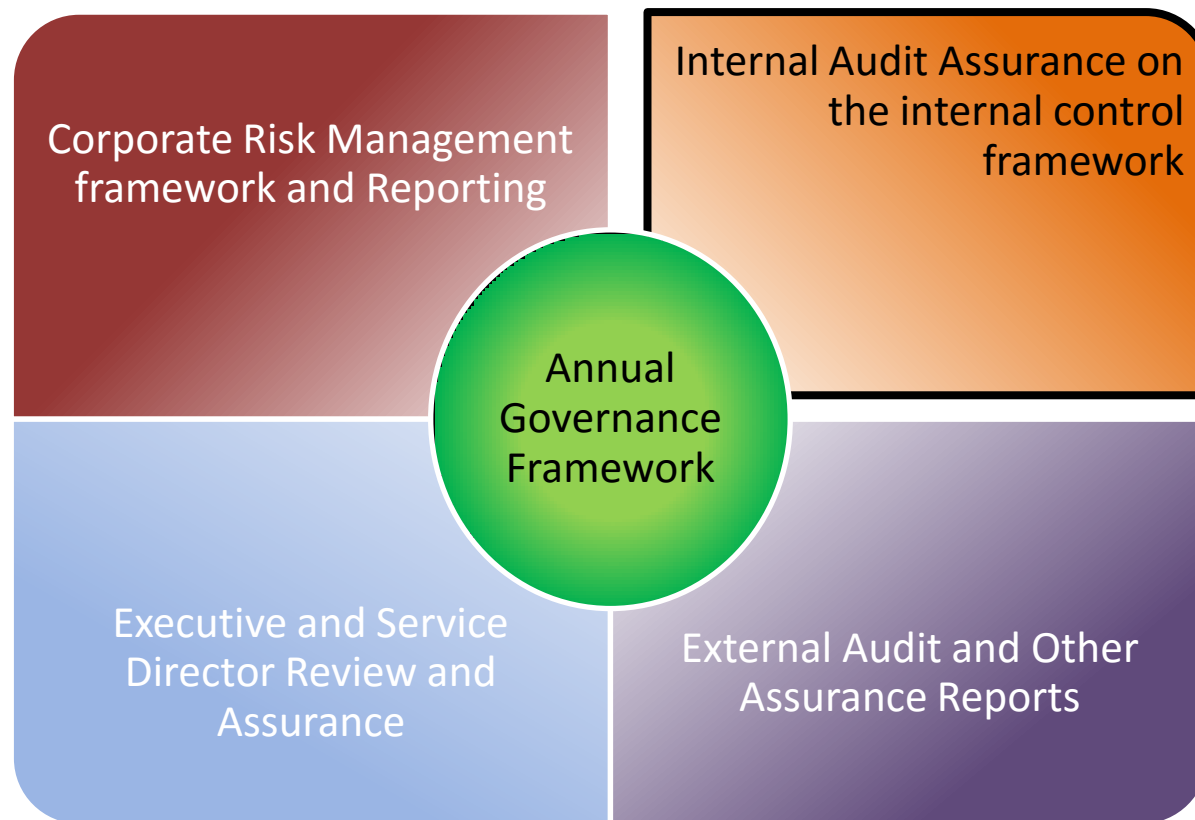 Corporate Risk Management
framework and Reporting
Internal Audit Assurance on
the internal control
framework
Annual
Governance
Framework
Executive and Service
Director Review and
Assurance
External Audit and Other
Assurance Reports